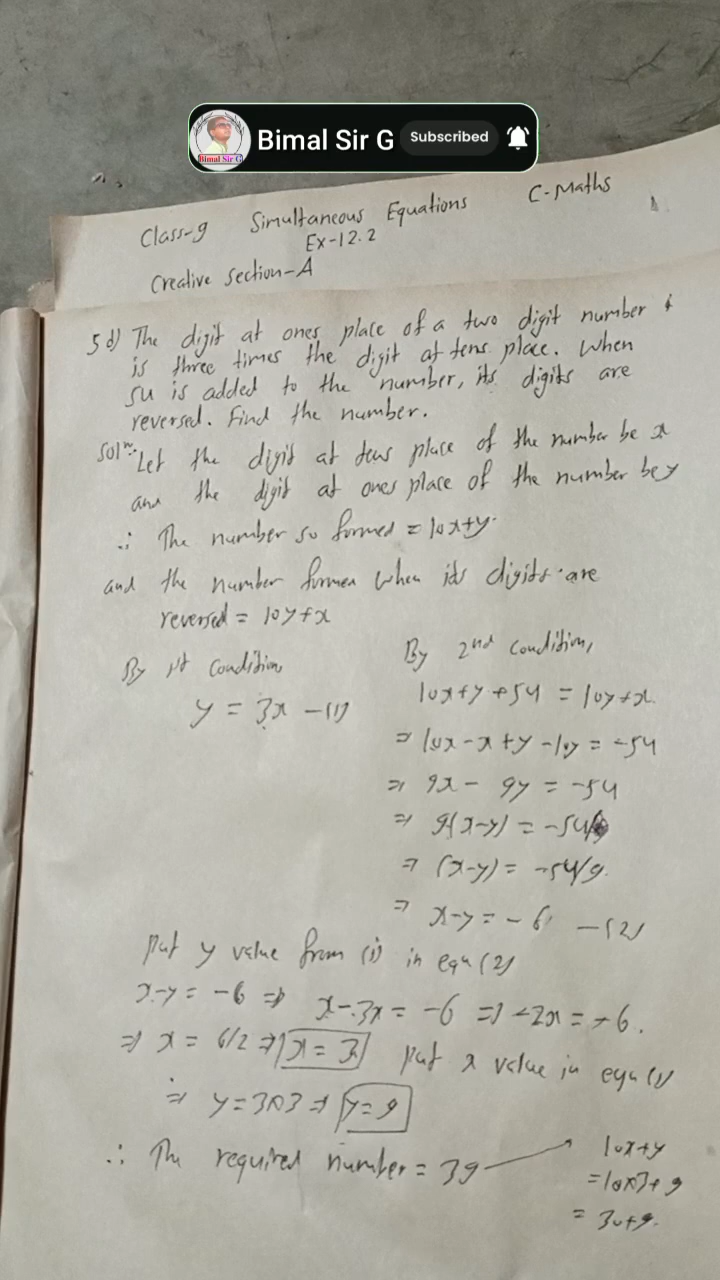 Bimal Sir G Subscribed
Bimal Sir G
Class-9 Simultaneous Equations C-Maths
Ex-12.2
Creative Section-A
5 d) The digit at ones place of a two digit number
is three times the digit at tens place. When
54 is added to the number, its digits are
reversed. Find the number.
Solⁿ: Let the digit at tens place of the number be x
and the digit at ones place of the number be y
∴ The number so formed = 10x+y.
and the number formed when its digits are
reversed = 10y+x
By 1st condition
y = 3x -(1)
By 2nd condition,
10x+y+54 = 10y+x.
⇒ 10x-x+y-10y = -54
⇒ 9x - 9y = -54
⇒ 9(x-y) = -54
⇒ (x-y) = -54/9.
⇒ x-y = -6 -(2)
Put y value from (i) in eqn (2)
x-y = -6 ⇒ x-3x = -6 ⇒ -2x = -6.
⇒ x = 6/2 ⇒ x = 3 put x value in eqn (1)
⇒ y = 3×3 ⇒ y=9
∴ The required number = 39
10x+y
=10×3+9
= 30+9.